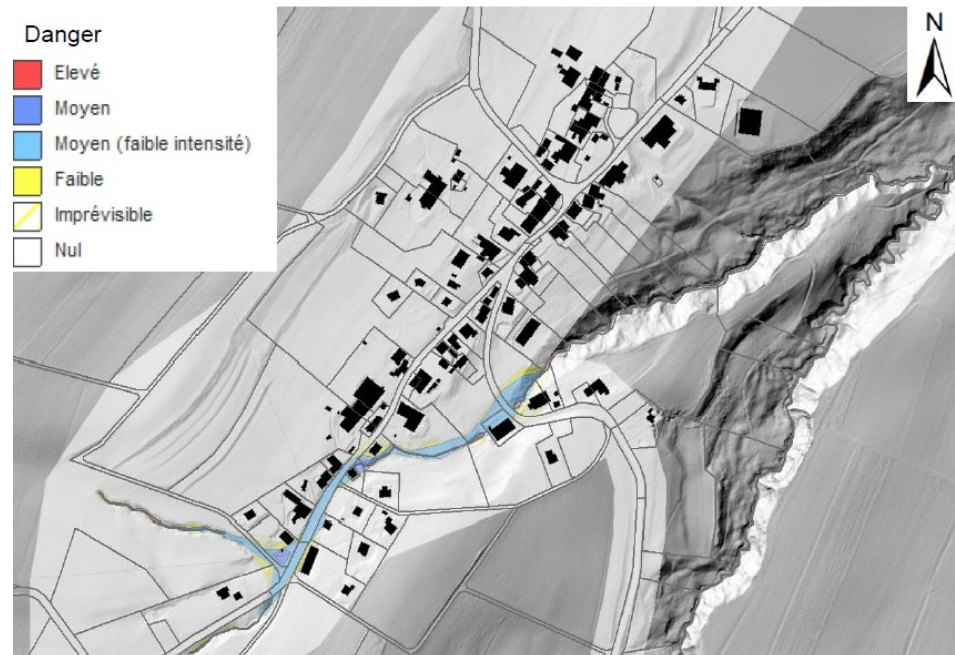 Danger
Elevé
Moyen
Moyen (faible intensité)
Faible
Imprévisible
Nul
N